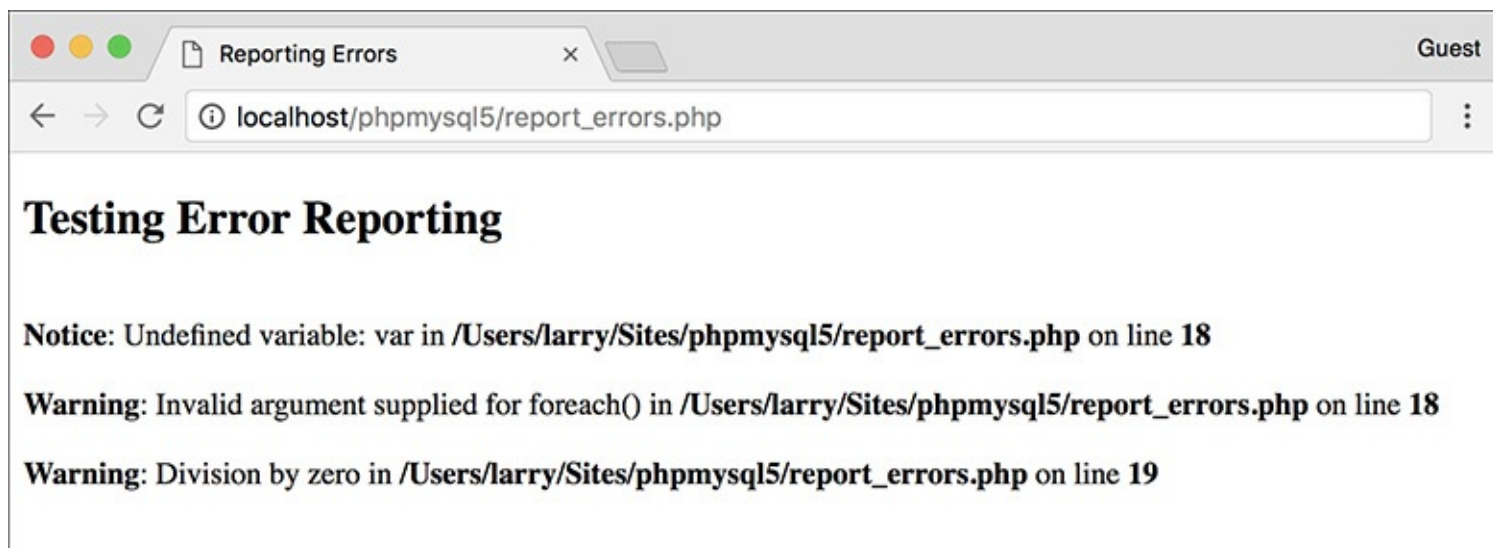 Reporting Errors
Guest
localhost/phpmysql5/report_errors.php
Testing Error Reporting
Notice: Undefined variable: var in /Users/larry/Sites/phpmysql5/report_errors.php on line 18
Warning: Invalid argument supplied for foreach() in /Users/larry/Sites/phpmysql5/report_errors.php on line 18
Warning: Division by zero in /Users/larry/Sites/phpmysql5/report_errors.php on line 19